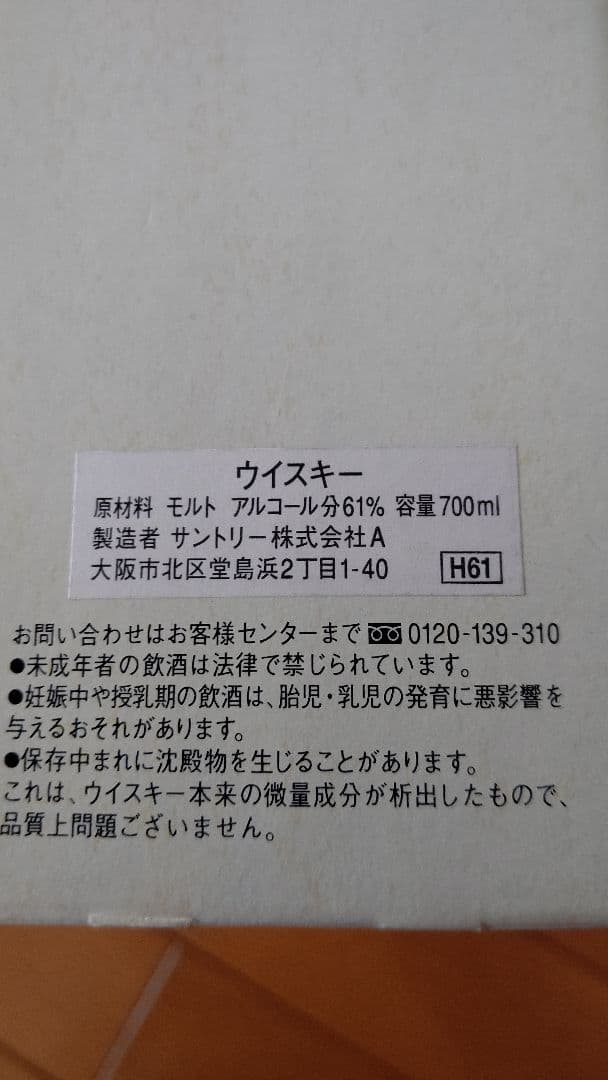 ウイスキー
原材料 モルト アルコール分61% 容量700ml
製造者 サントリー株式会社A
大阪市北区堂島浜2丁目1-40 H61
お問い合わせはお客様センターまで 0120-139-310
●未成年者の飲酒は法律で禁じられています。
●妊娠中や授乳期の飲酒は、胎児・乳児の発育に悪影響を
与えるおそれがあります。
●保存中まれに沈殿物を生じることがあります。
これは、ウイスキー本来の微量成分が析出したもので、
品質上問題ございません。